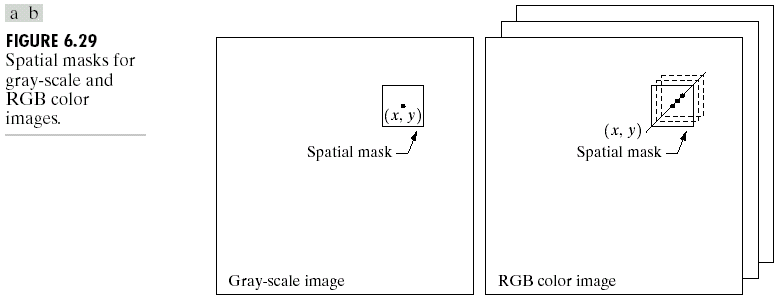 a b
FIGURE 6.29
Spatial masks for
gray-scale and
RGB color
images.
(x, y)
Spatial mask
Gray-scale image
(x, y)
Spatial mask
RGB color image